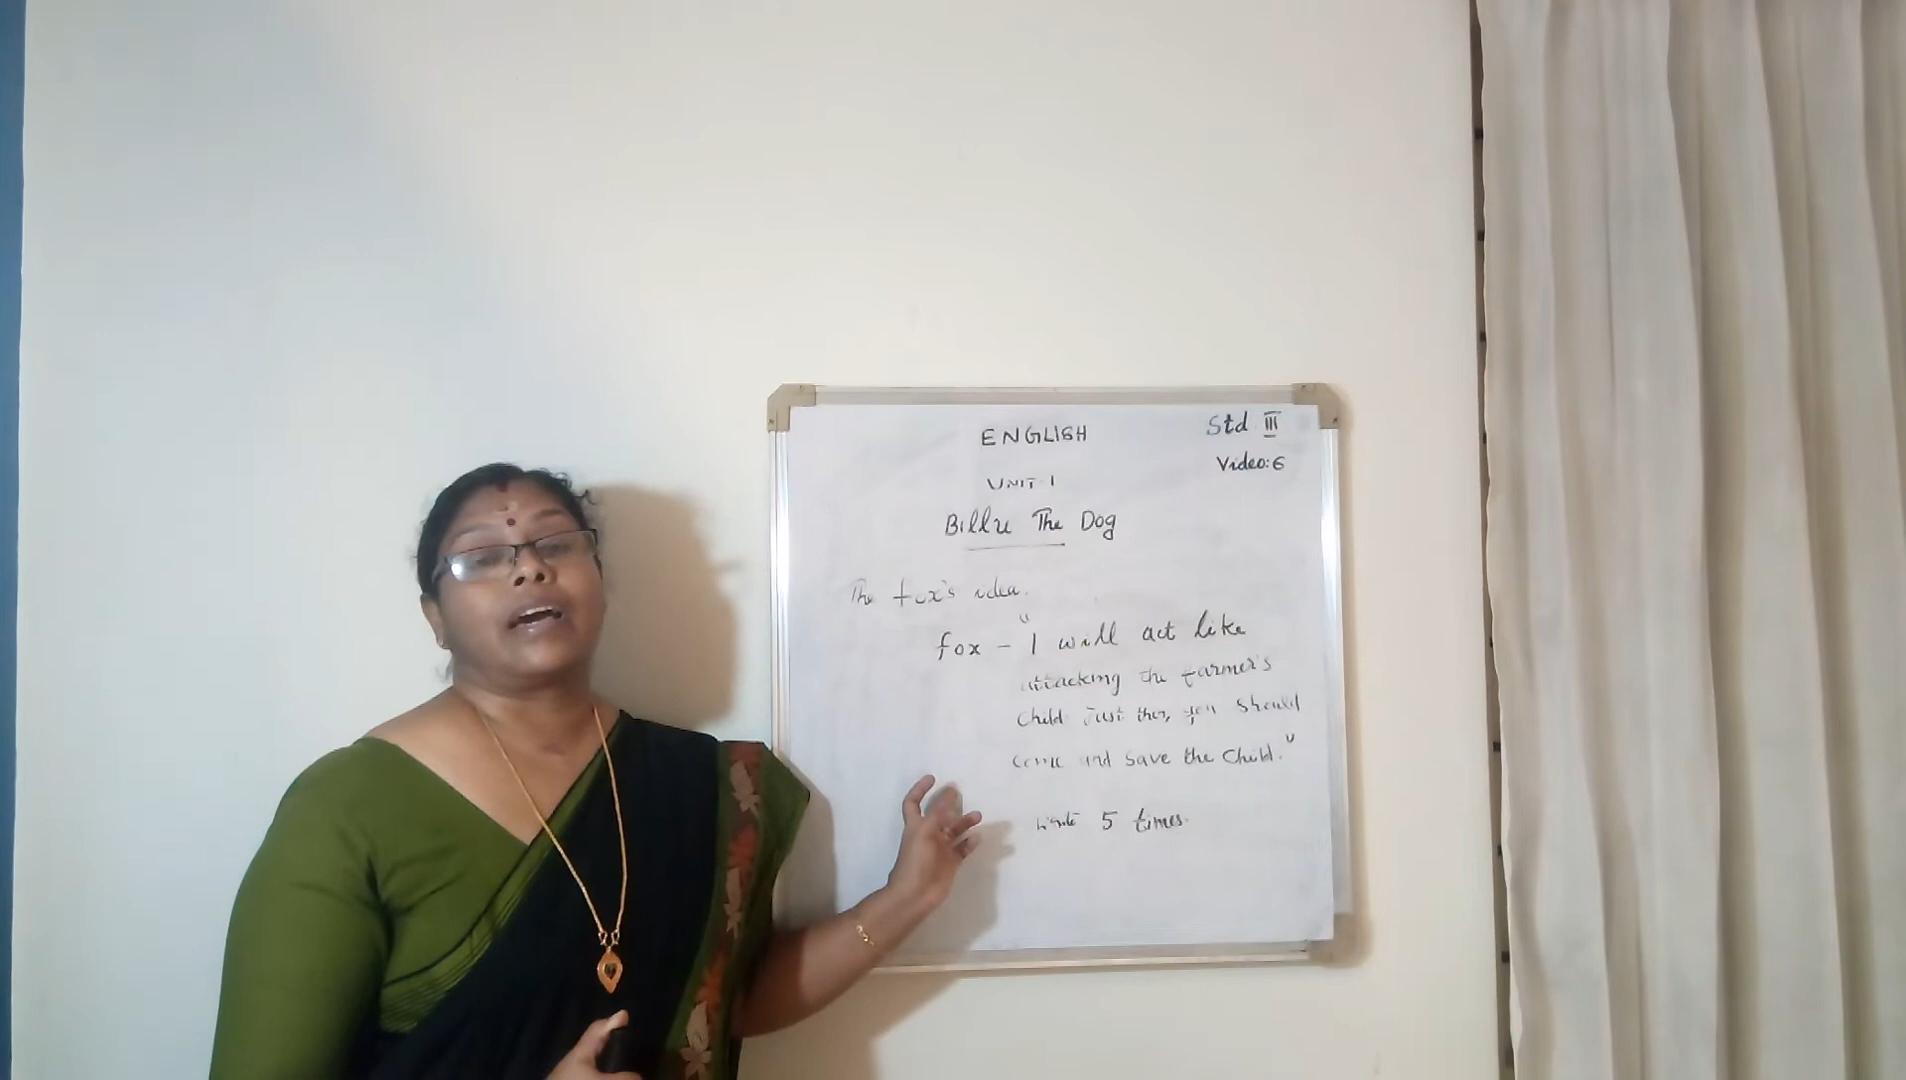 ENGLISH
Std III
Video: 6
UNIT 1
Billu The Dog
The fox's idea.
fox - "I will act like
attacking the farmer's
child Just then, you should
come and save the child."
write 5 times.